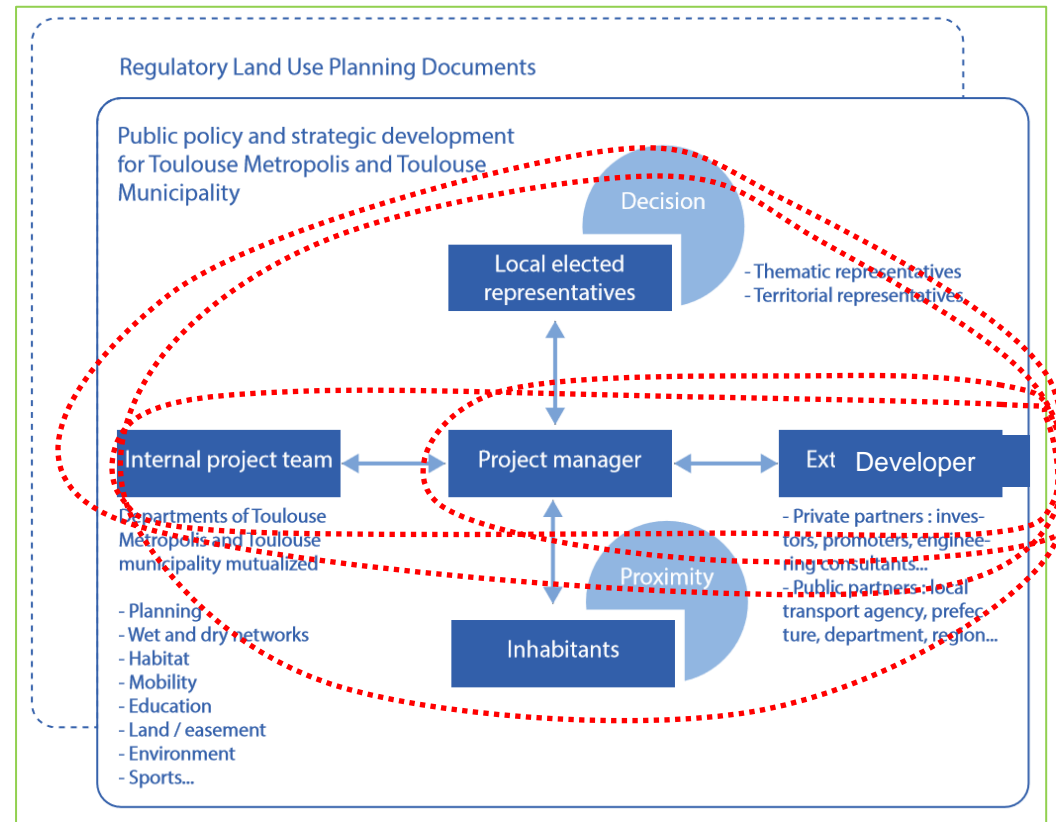 Regulatory Land Use Planning Documents
Public policy and strategic development
for Toulouse Metropolis and Toulouse
Municipality
Decision
Local elected
representatives
- Thematic representatives
- Territorial representatives
Internal project team
Project manager
Ext
Developer
Departments of Toulouse
Metropolis and Toulouse
municipality mutualized
- Planning
- Wet and dry networks
- Habitat
- Mobility
- Education
- Land / easement
- Environment
- Sports...
Proximity
Inhabitants
- Private partners : inves-
tors, promoters, enginee-
ring consultants...
- Public partners : local
transport agency, prefec-
ture, department, region...